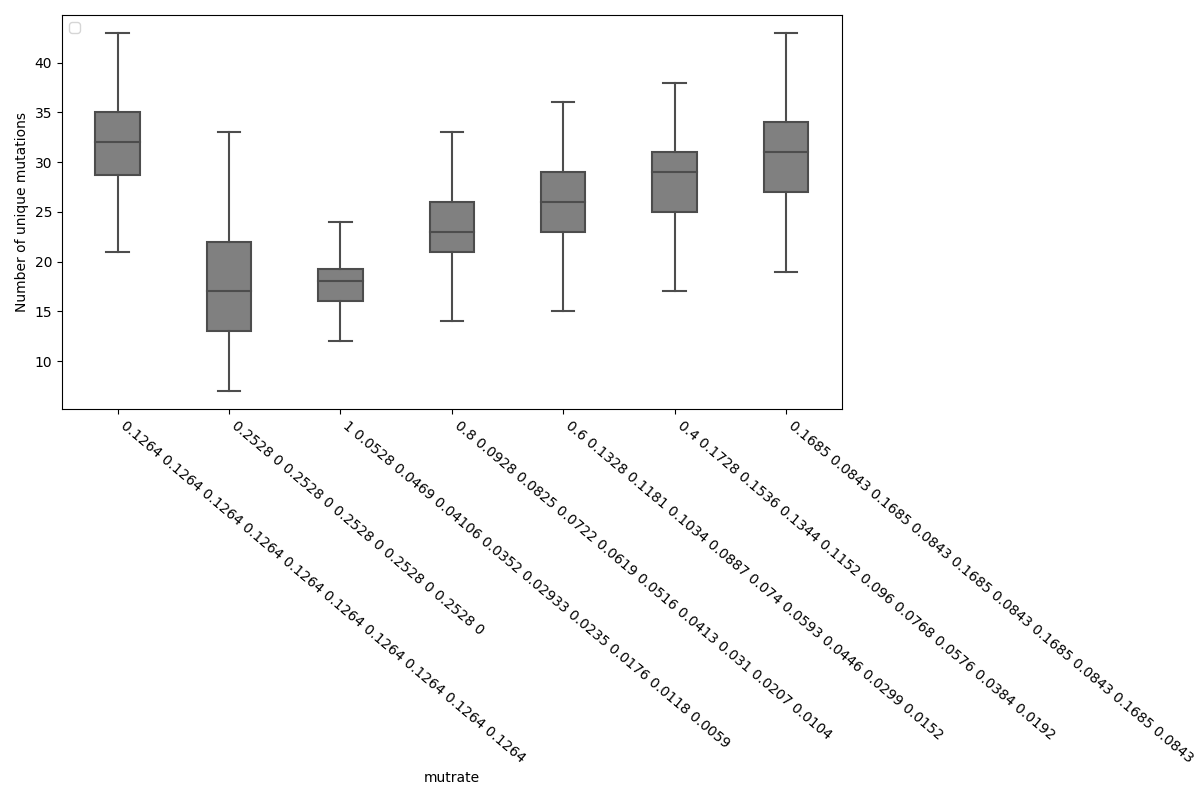 40
35
30
25
20
15
10
Number of unique mutations
0.1264 0.1264 0.1264 0.1264 0.1264 0.1264 0.1264 0.1264 0.1264 0.1264
0.2528 0 0.2528 0 0.2528 0 0.2528 0 0.2528 0
1 0.0528 0.0469 0.04106 0.0352 0.02933 0.0235 0.0176 0.0118 0.0059
0.8 0.0928 0.0825 0.0722 0.0619 0.0516 0.0413 0.031 0.0207 0.0104
0.6 0.1328 0.1181 0.1034 0.0887 0.074 0.0593 0.0446 0.0299 0.0152
0.4 0.1728 0.1536 0.1344 0.1152 0.096 0.0768 0.0576 0.0384 0.0192
0.1685 0.0843 0.1685 0.0843 0.1685 0.0843 0.1685 0.0843 0.1685 0.0843
mutrate